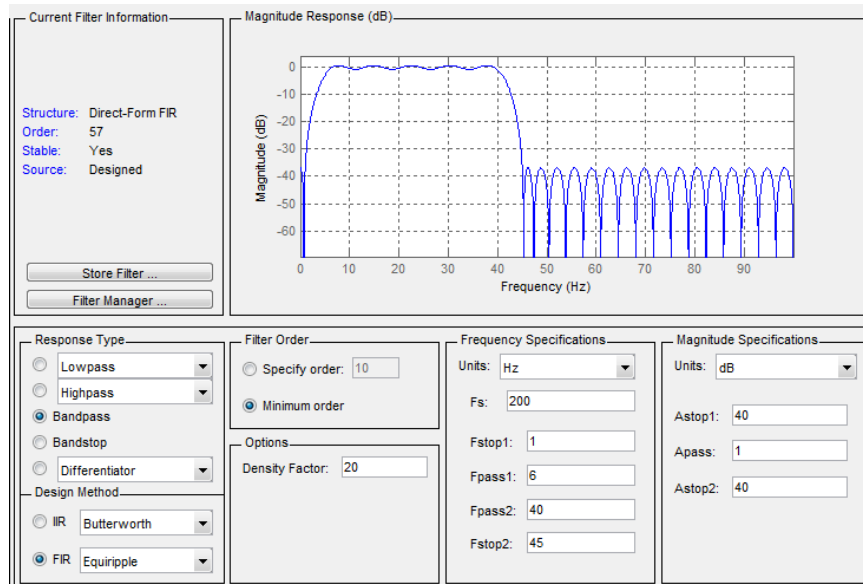 Current Filter Information
Structure: Direct-Form FIR
Order: 57
Stable: Yes
Source: Designed
Store Filter ...
Filter Manager ...
Magnitude Response (dB)
Magnitude (dB)
0
-10
-20
-30
-40
-50
-60
0 10 20 30 40 50 60 70 80 90
Frequency (Hz)
Response Type
Lowpass
Highpass
Bandpass
Bandstop
Differentiator
Design Method
IIR Butterworth
FIR Equiripple
Filter Order
Specify order: 10
Minimum order
Options
Density Factor: 20
Frequency Specifications
Units: Hz
Fs: 200
Fstop1: 1
Fpass1: 6
Fpass2: 40
Fstop2: 45
Magnitude Specifications
Units: dB
Astop1: 40
Apass: 1
Astop2: 40